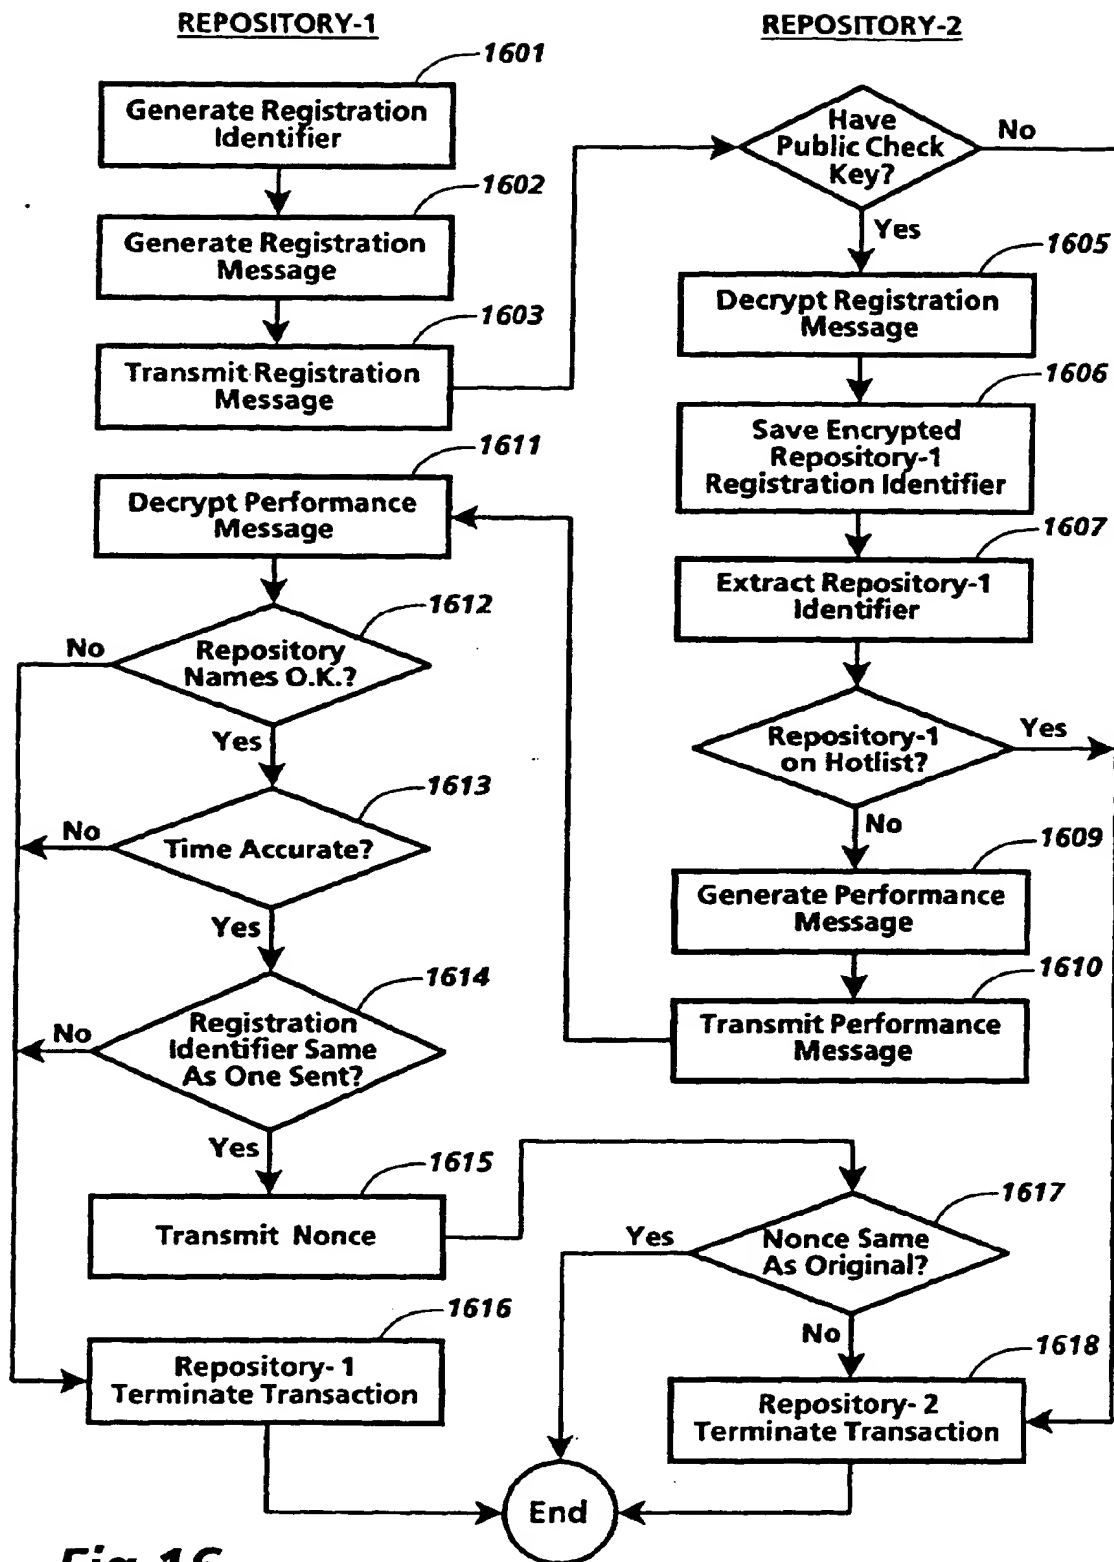 REPOSITORY-1
1601
Generate Registration
Identifier
1602
Generate Registration
Message
1603
Transmit Registration
Message
1611
Decrypt Performance
Message
1612
No
Repository
Names O.K.?
Yes
1613
No
Time Accurate?
Yes
1614
No
Registration
Identifier Same
As One Sent?
Yes
1615
Transmit Nonce
1616
Repository- 1
Terminate Transaction
REPOSITORY-2
Have
Public Check
Key?
No
Yes
1605
Decrypt Registration
Message
1606
Save Encrypted
Repository-1
Registration Identifier
1607
Extract Repository-1
Identifier
Repository-1
on Hotlist?
Yes
No
1609
Generate Performance
Message
1610
Transmit Performance
Message
1617
Yes
Nonce Same
As Original?
No
1618
Repository- 2
Terminate Transaction
End
Fig.16